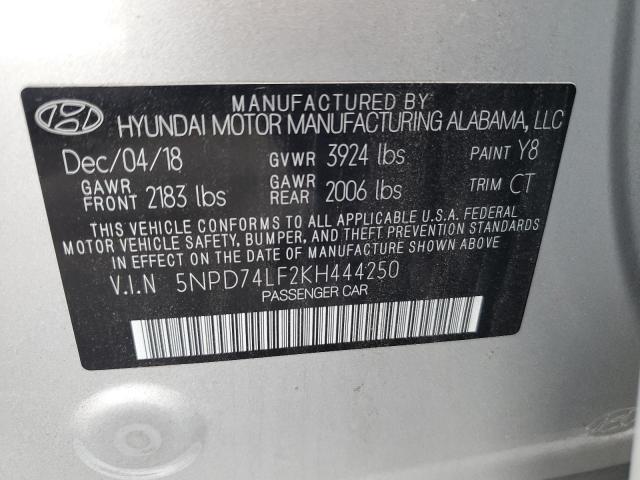 MANUFACTURED BY
HYUNDAI MOTOR MANUFACTURING ALABAMA, LLC
Dec/04/18 GVWR 3924 lbs PAINT Y8
GAWR FRONT 2183 lbs GAWR REAR 2006 lbs TRIM CT
THIS VEHICLE CONFORMS TO ALL APPLICABLE U.S.A. FEDERAL
MOTOR VEHICLE SAFETY, BUMPER, AND THEFT PREVENTION STANDARDS
IN EFFECT ON THE DATE OF MANUFACTURE SHOWN ABOVE.
V.I.N 5NPD74LF2KH444250
PASSENGER CAR